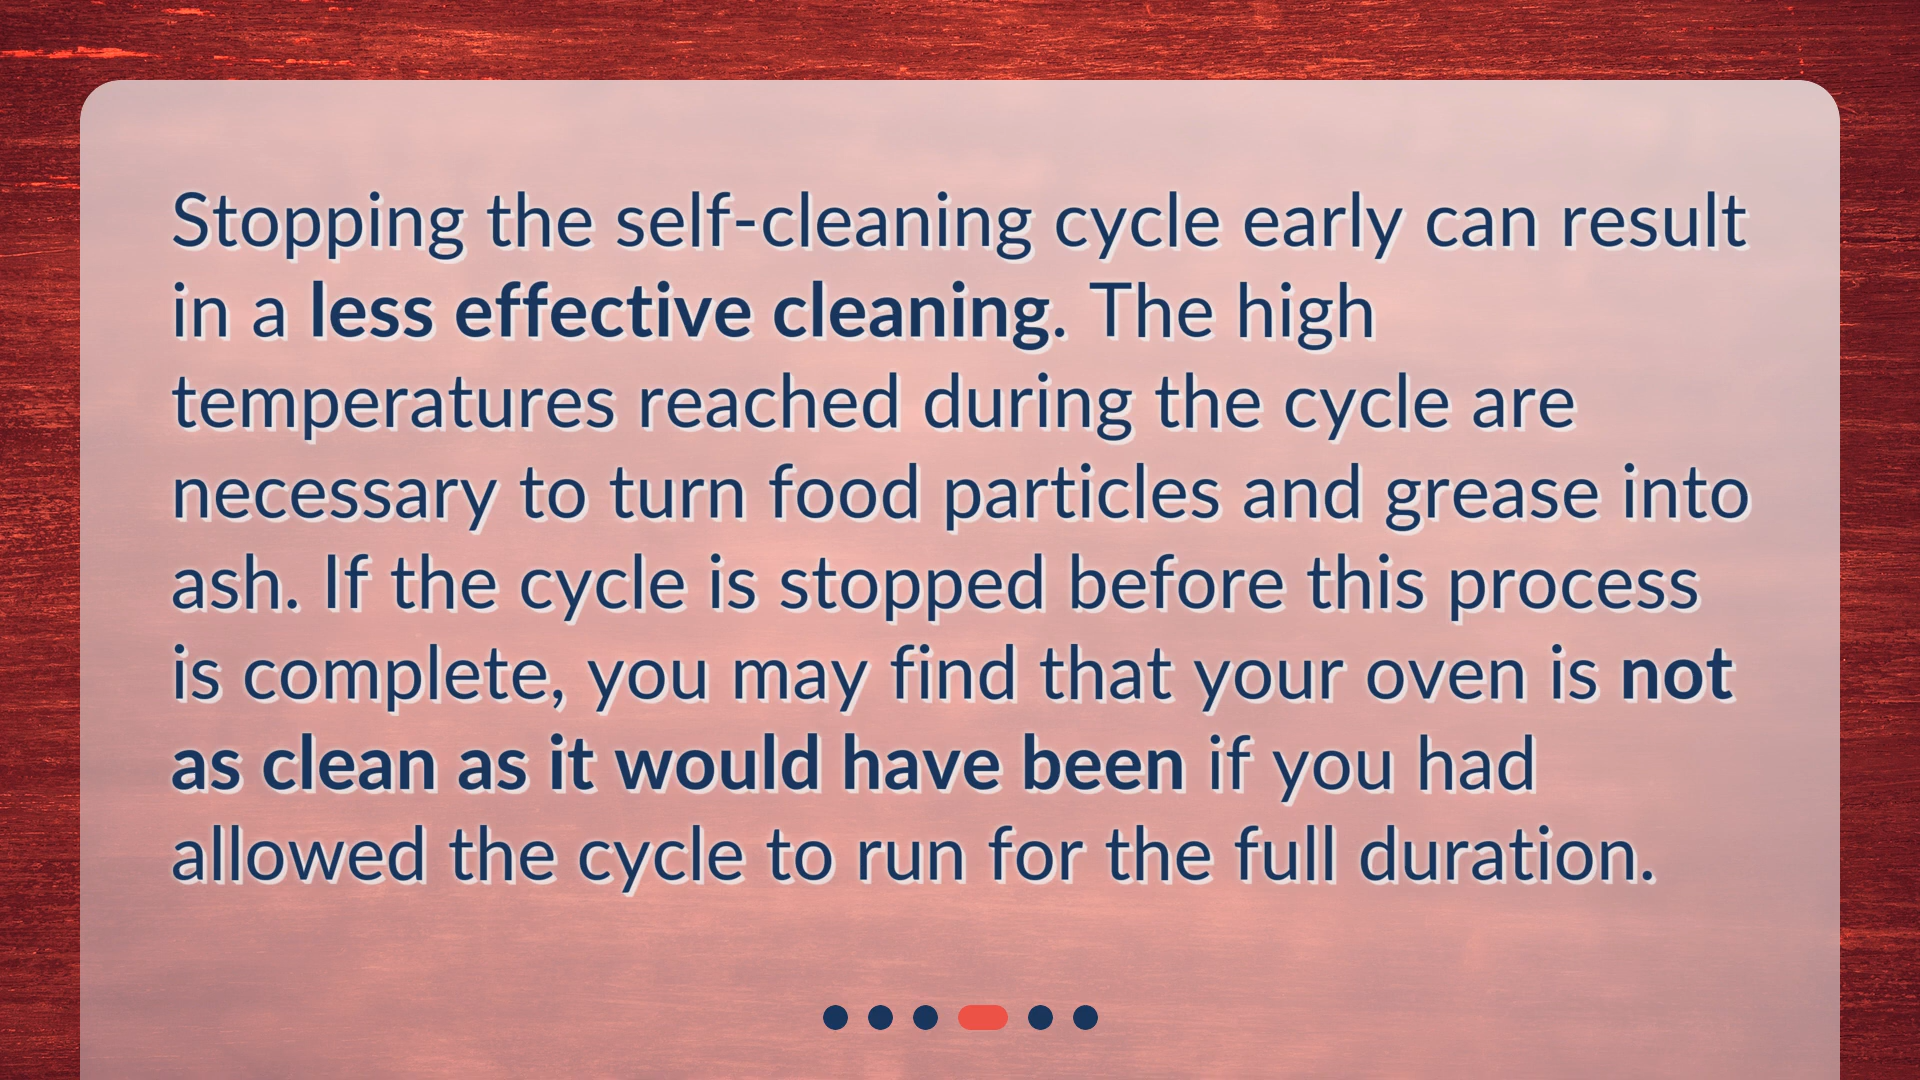 Stopping the self-cleaning cycle early can result
in a less effective cleaning. The high
temperatures reached during the cycle are
necessary to turn food particles and grease into
ash. If the cycle is stopped before this process
is complete, you may find that your oven is not
as clean as it would have been if you had
allowed the cycle to run for the full duration.